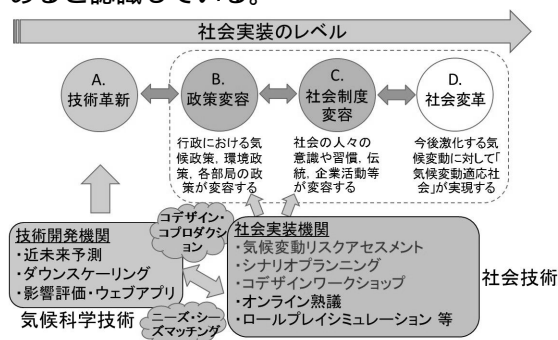 あると認識している。
社会実装のレベル
A.
技術革新
B.
政策変容
C.
社会制度
変容
D.
社会変革
行政における気
候政策, 環境政
策, 各部局の政
策が変容する
社会の人々の
意識や習慣, 伝
統, 企業活動等
が変容する
今後激化する気
候変動に対して「
気候変動適応社
会」が実現する
コデザイン・
コプロダクシ
ョン
技術開発機関
・近未来予測
・ダウンスケーリング
・影響評価・ウェブアプリ
気候科学技術
ニーズ・シー
ズマッチング
社会実装機関
・気候変動リスクアセスメント
・シナリオプランニング
・コデザインワークショップ
・オンライン熟議
・ロールプレイシミュレーション 等
社会技術